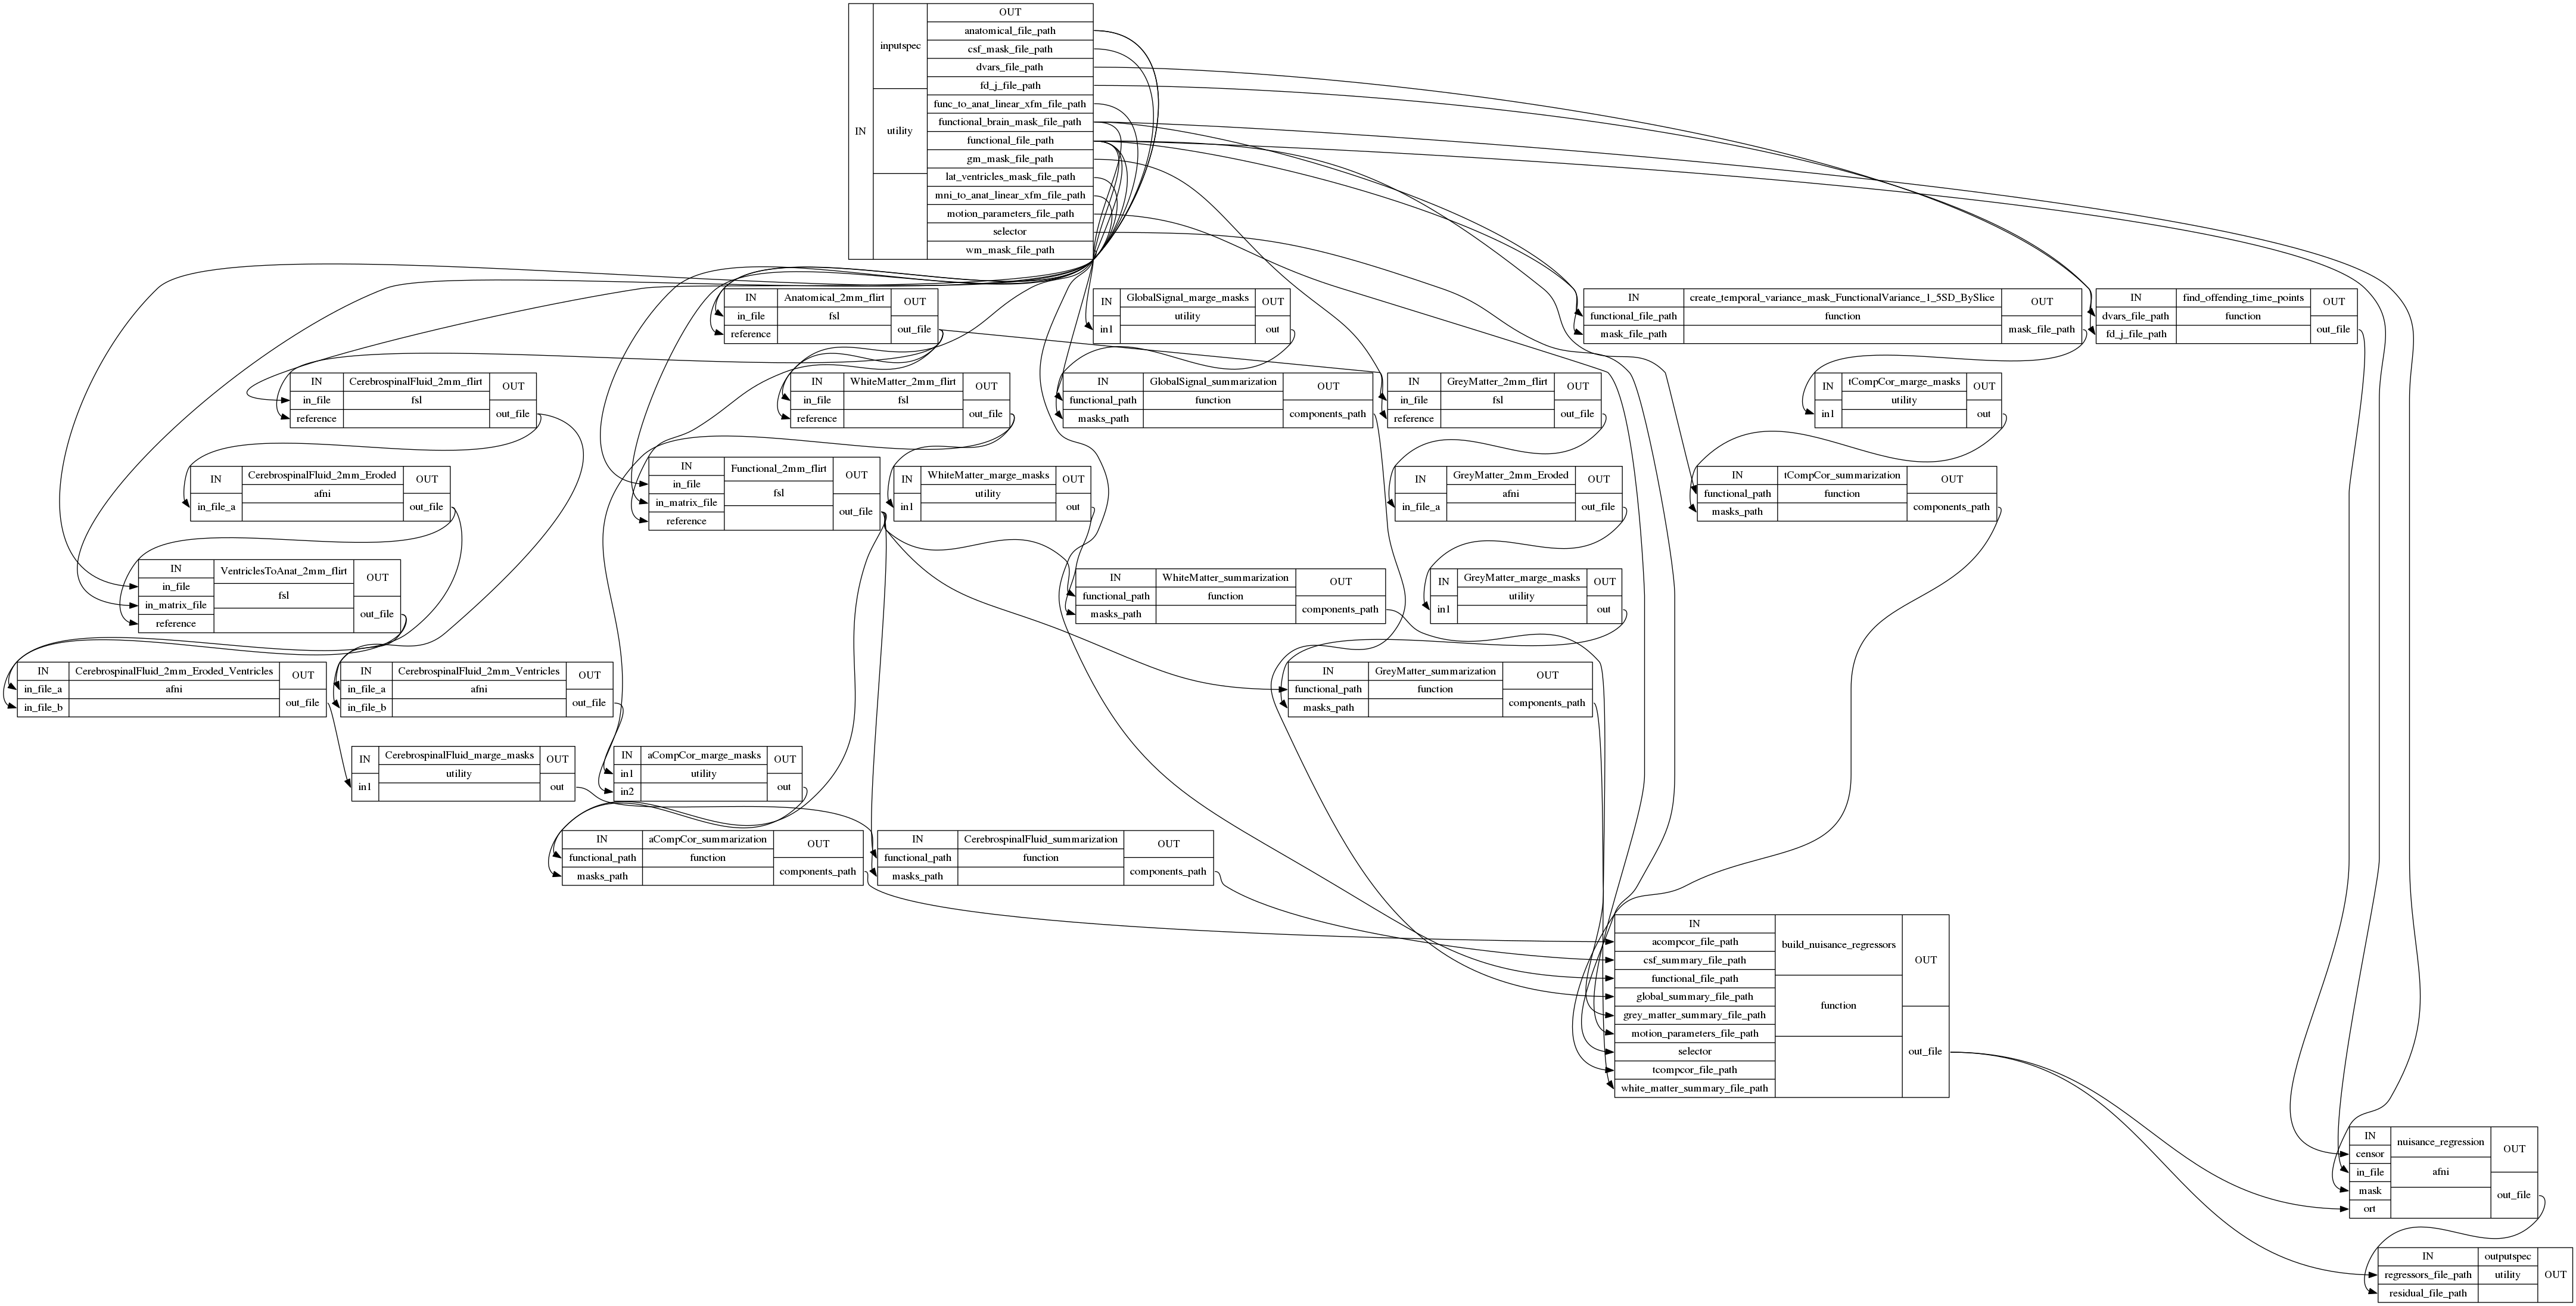 IN
inputspec
utility
OUT
anatomical_file_path
csf_mask_file_path
dvars_file_path
fd_j_file_path
func_to_anat_linear_xfm_file_path
functional_brain_mask_file_path
functional_file_path
gm_mask_file_path
lat_ventricles_mask_file_path
mni_to_anat_linear_xfm_file_path
motion_parameters_file_path
selector
wm_mask_file_path
IN
in_file
reference
Anatomical_2mm_flirt
fsl
OUT
out_file
IN
in1
GlobalSignal_marge_masks
utility
OUT
out
IN
functional_file_path
mask_file_path
create_temporal_variance_mask_FunctionalVariance_1_5SD_BySlice
function
OUT
mask_file_path
IN
dvars_file_path
fd_j_file_path
find_offending_time_points
function
OUT
out_file
IN
in_file
reference
CerebrospinalFluid_2mm_flirt
fsl
OUT
out_file
IN
in_file
reference
WhiteMatter_2mm_flirt
fsl
OUT
out_file
IN
functional_path
masks_path
GlobalSignal_summarization
function
OUT
components_path
IN
in_file
reference
GreyMatter_2mm_flirt
fsl
OUT
out_file
IN
in1
tCompCor_marge_masks
utility
OUT
out
IN
in_file_a
CerebrospinalFluid_2mm_Eroded
afni
OUT
out_file
IN
in_file
in_matrix_file
reference
Functional_2mm_flirt
fsl
OUT
out_file
IN
in1
WhiteMatter_marge_masks
utility
OUT
out
IN
in_file_a
GreyMatter_2mm_Eroded
afni
OUT
out_file
IN
functional_path
masks_path
tCompCor_summarization
function
OUT
components_path
IN
in_file
in_matrix_file
reference
VentriclesToAnat_2mm_flirt
fsl
OUT
out_file
IN
functional_path
masks_path
WhiteMatter_summarization
function
OUT
components_path
IN
in1
GreyMatter_marge_masks
utility
OUT
out
IN
in_file_a
in_file_b
CerebrospinalFluid_2mm_Eroded_Ventricles
afni
OUT
out_file
IN
in_file_a
in_file_b
CerebrospinalFluid_2mm_Ventricles
afni
OUT
out_file
IN
functional_path
masks_path
GreyMatter_summarization
function
OUT
components_path
IN
in1
CerebrospinalFluid_marge_masks
utility
OUT
out
IN
in1
in2
aCompCor_marge_masks
utility
OUT
out
IN
functional_path
masks_path
aCompCor_summarization
function
OUT
components_path
IN
functional_path
masks_path
CerebrospinalFluid_summarization
function
OUT
components_path
IN
acompcor_file_path
csf_summary_file_path
functional_file_path
global_summary_file_path
grey_matter_summary_file_path
motion_parameters_file_path
selector
tcompcor_file_path
white_matter_summary_file_path
build_nuisance_regressors
function
OUT
out_file
IN
censor
in_file
mask
ort
nuisance_regression
afni
OUT
out_file
IN
regressors_file_path
residual_file_path
outputspec
utility
OUT